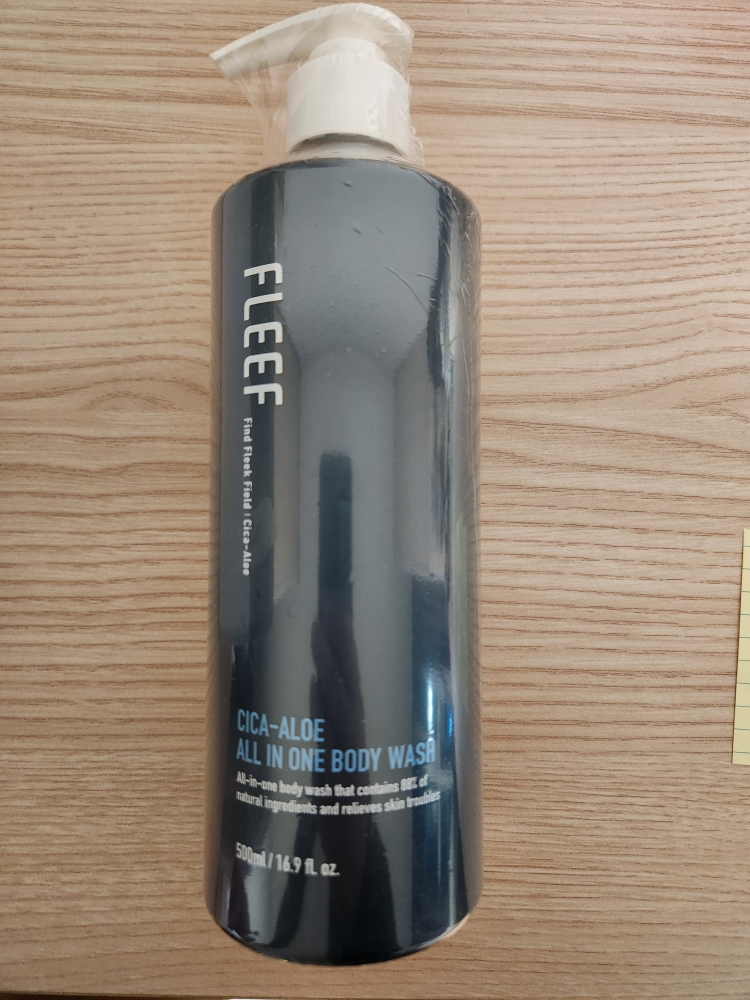 FLEEF
Find Fleek Field | Cica-Aloe
CICA-ALOE
ALL IN ONE BODY WASH
All-in-one body wash that contains 88% of
natural ingredients and relieves skin troubles
500ml / 16.9 fl. oz.